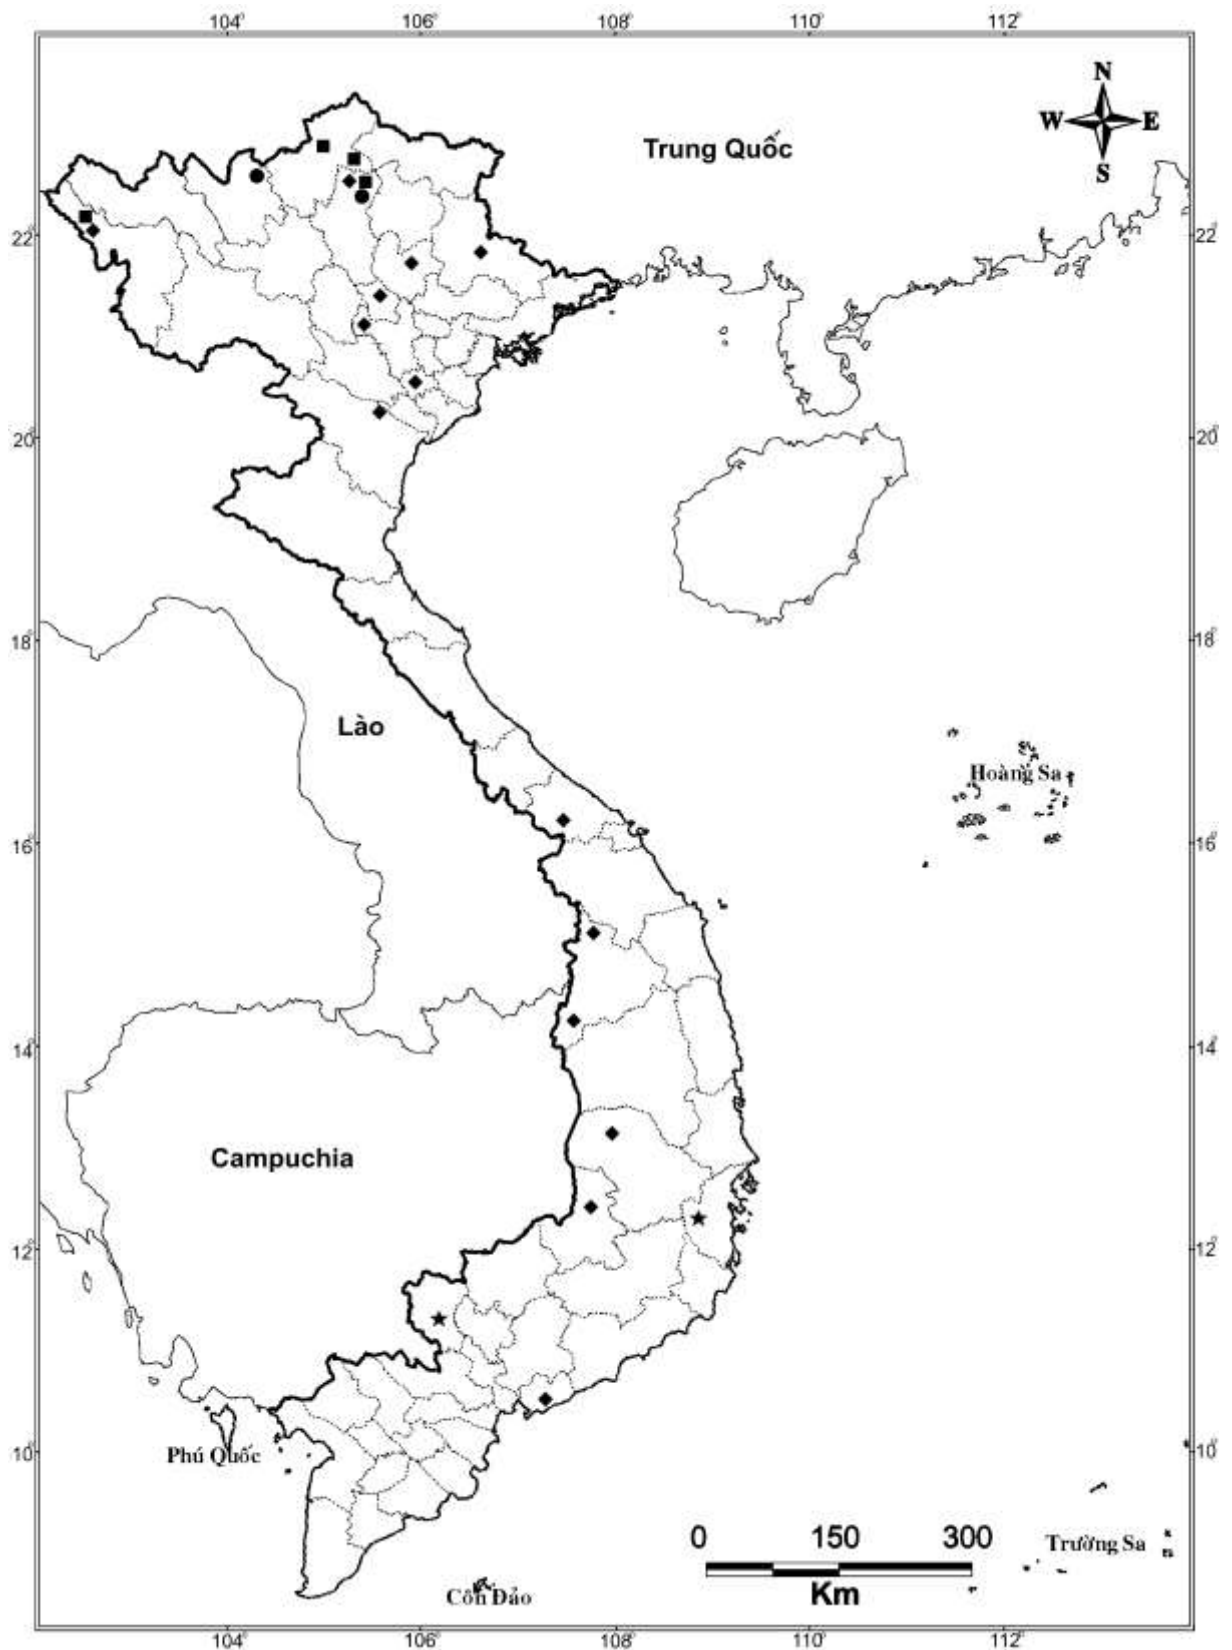 104° 106° 108° 110° 112°
N
W E
S
Trung Quốc
22° 22°
20° 20°
18° 18°
Lào
Hoàng Sa
16° 16°
14° 14°
Campuchia
12° 12°
10° 10°
Phú Quốc
0 150 300
Km
Trường Sa
Côn Đảo
104° 106° 108° 110° 112°